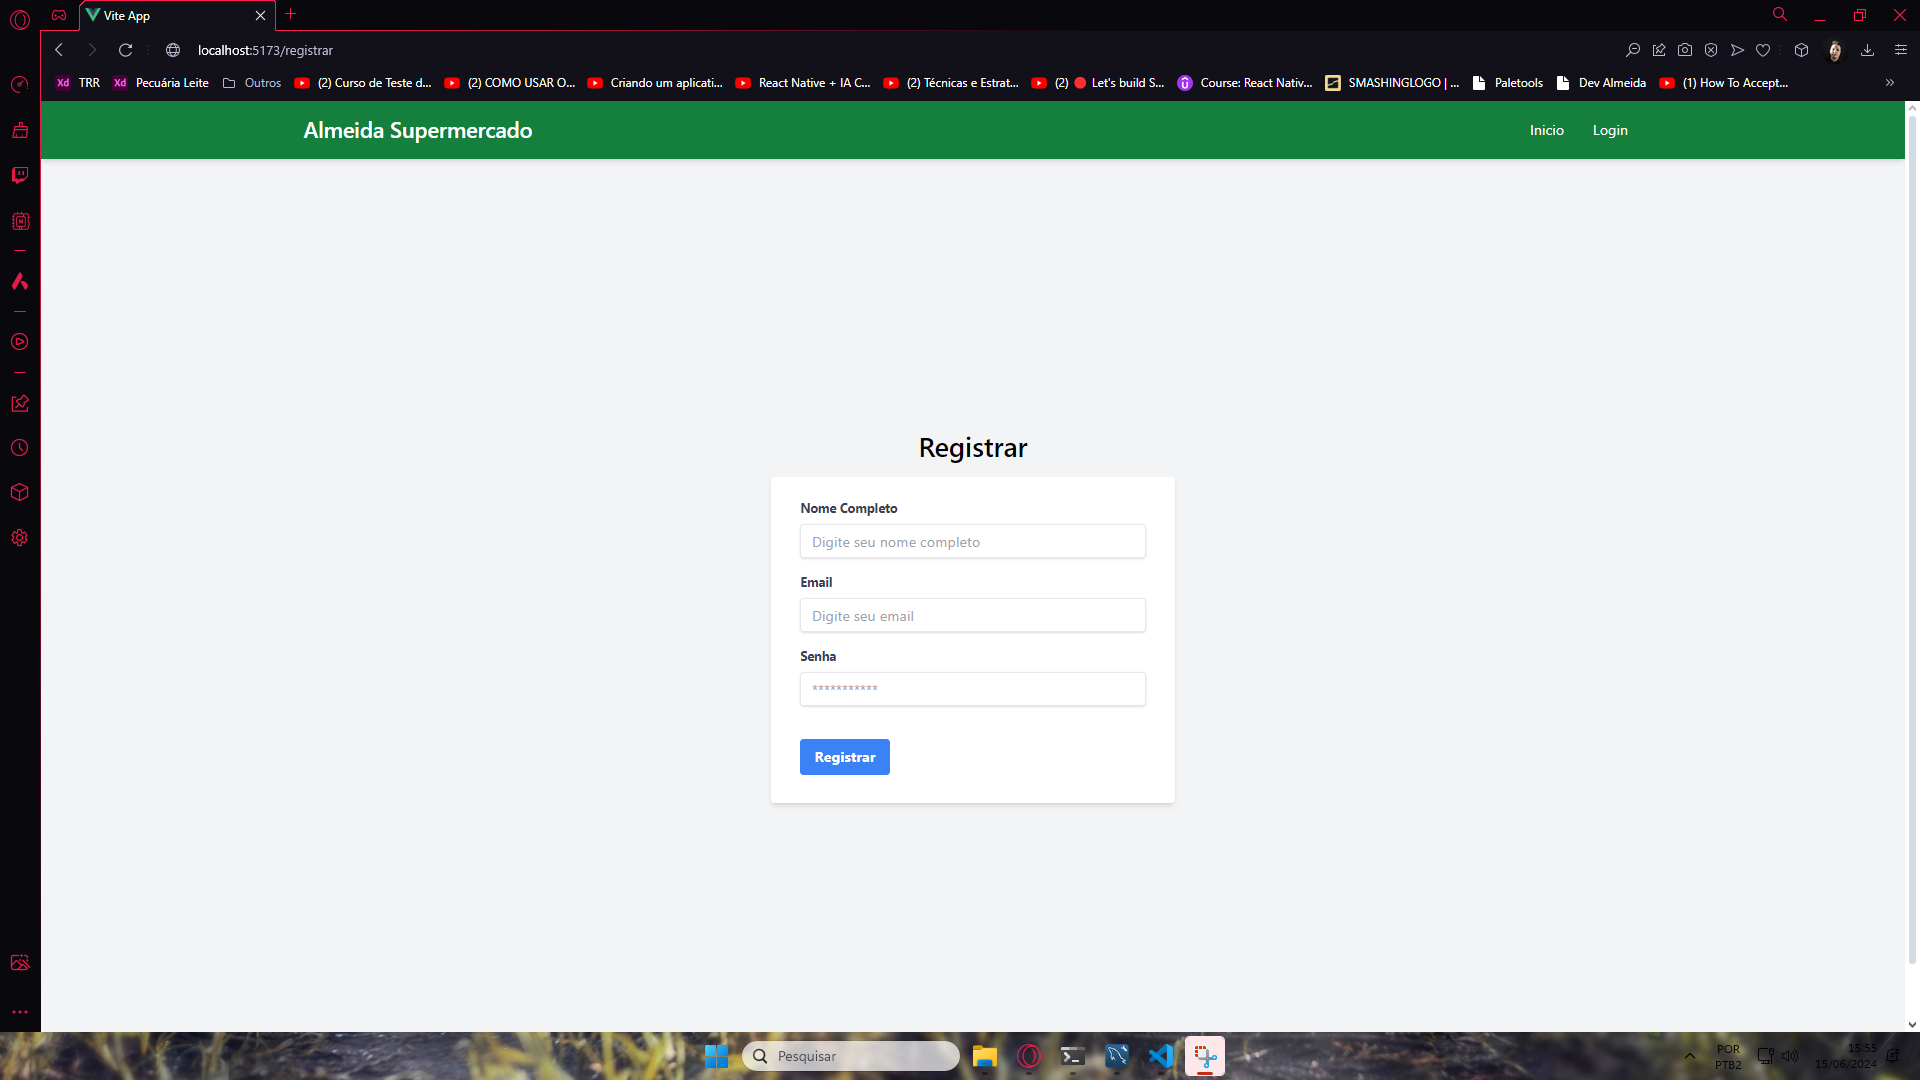 Vite App
localhost:5173/registrar
TRR
Pecuária Leite
Outros
(2) Curso de Teste d...
(2) COMO USAR O...
Criando um aplicati...
React Native + IA C...
(2) Técnicas e Estrat...
(2) 🔴 Let's build S...
Course: React Nativ...
SMASHINGLOGO | ...
Paletools
Dev Almeida
(1) How To Accept...
Almeida Supermercado
Inicio
Login
Registrar
Nome Completo
Digite seu nome completo
Email
Digite seu email
Senha
***********
Registrar
Pesquisar
POR
PTB2
15:55
15/06/2024